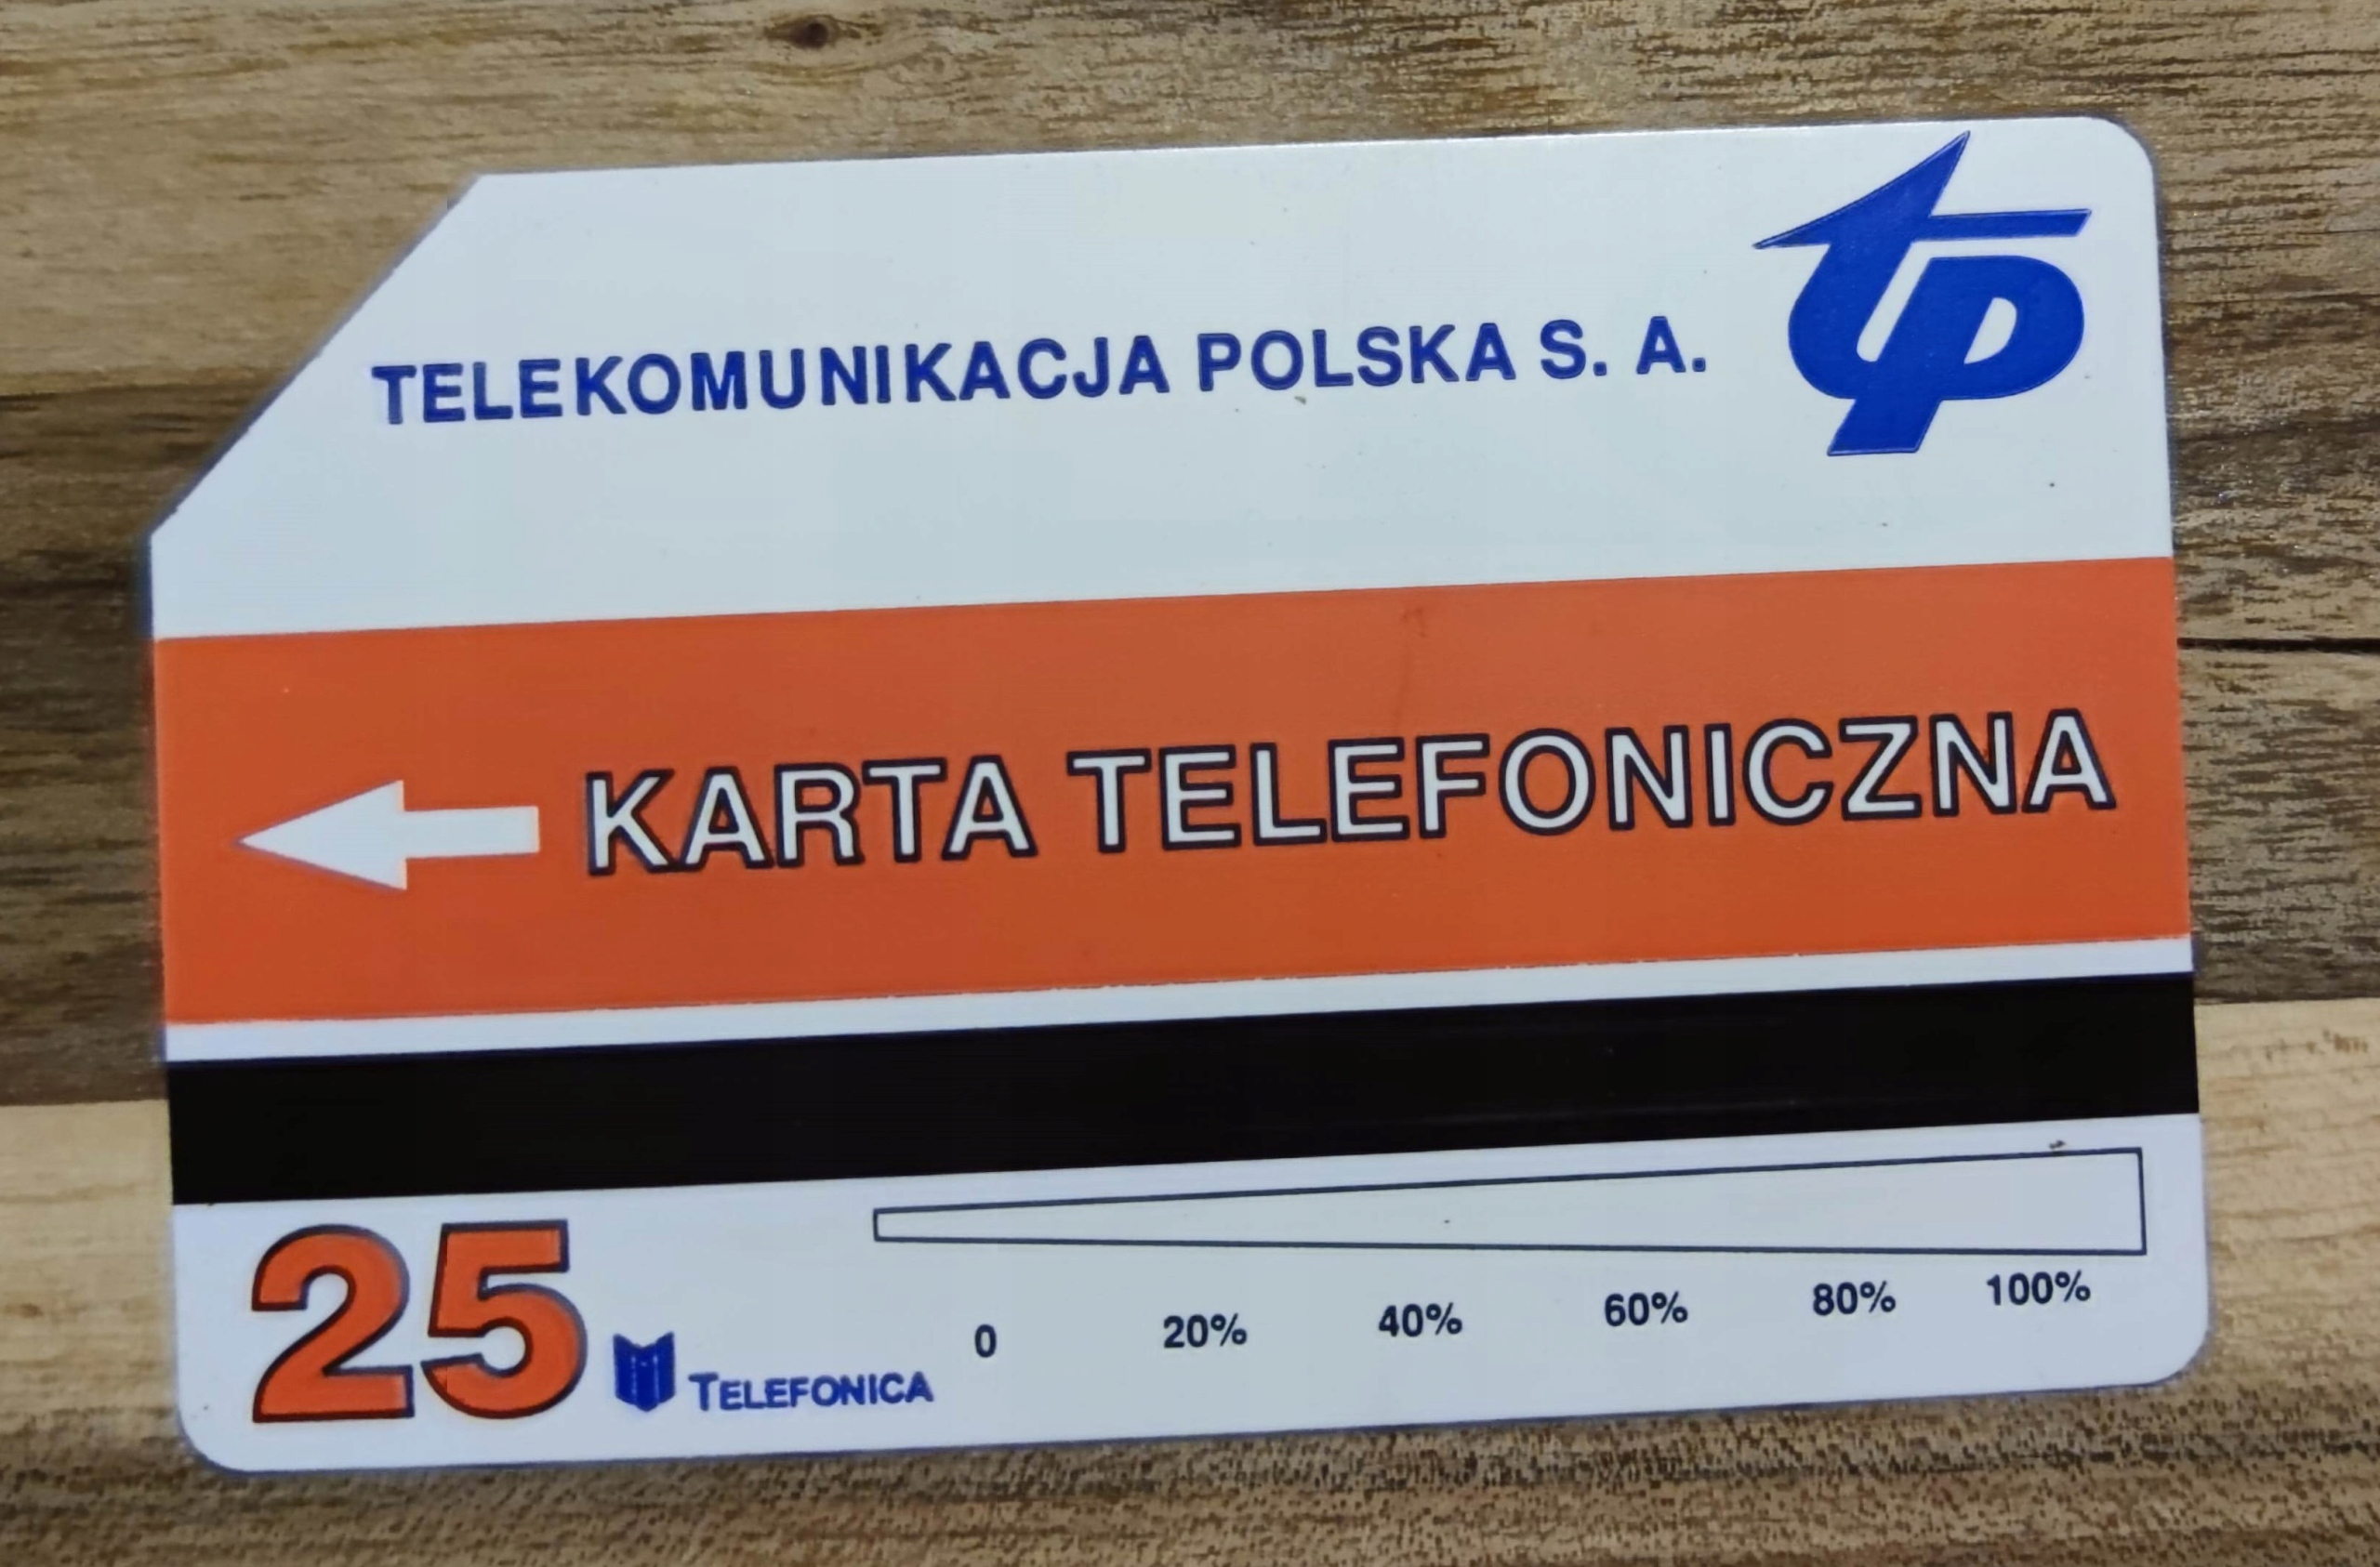 TELEKOMUNIKACJA POLSKA S. A.
tp
KARTA TELEFONICZNA
25
TELEFONICA
0 20% 40% 60% 80% 100%